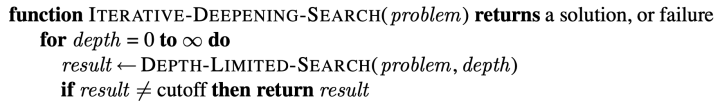 function ITERATIVE-DEEPENING-SEARCH(problem) returns a solution, or failure
for depth = 0 to ∞ do
result ← DEPTH-LIMITED-SEARCH(problem, depth)
if result ≠ cutoff then return result